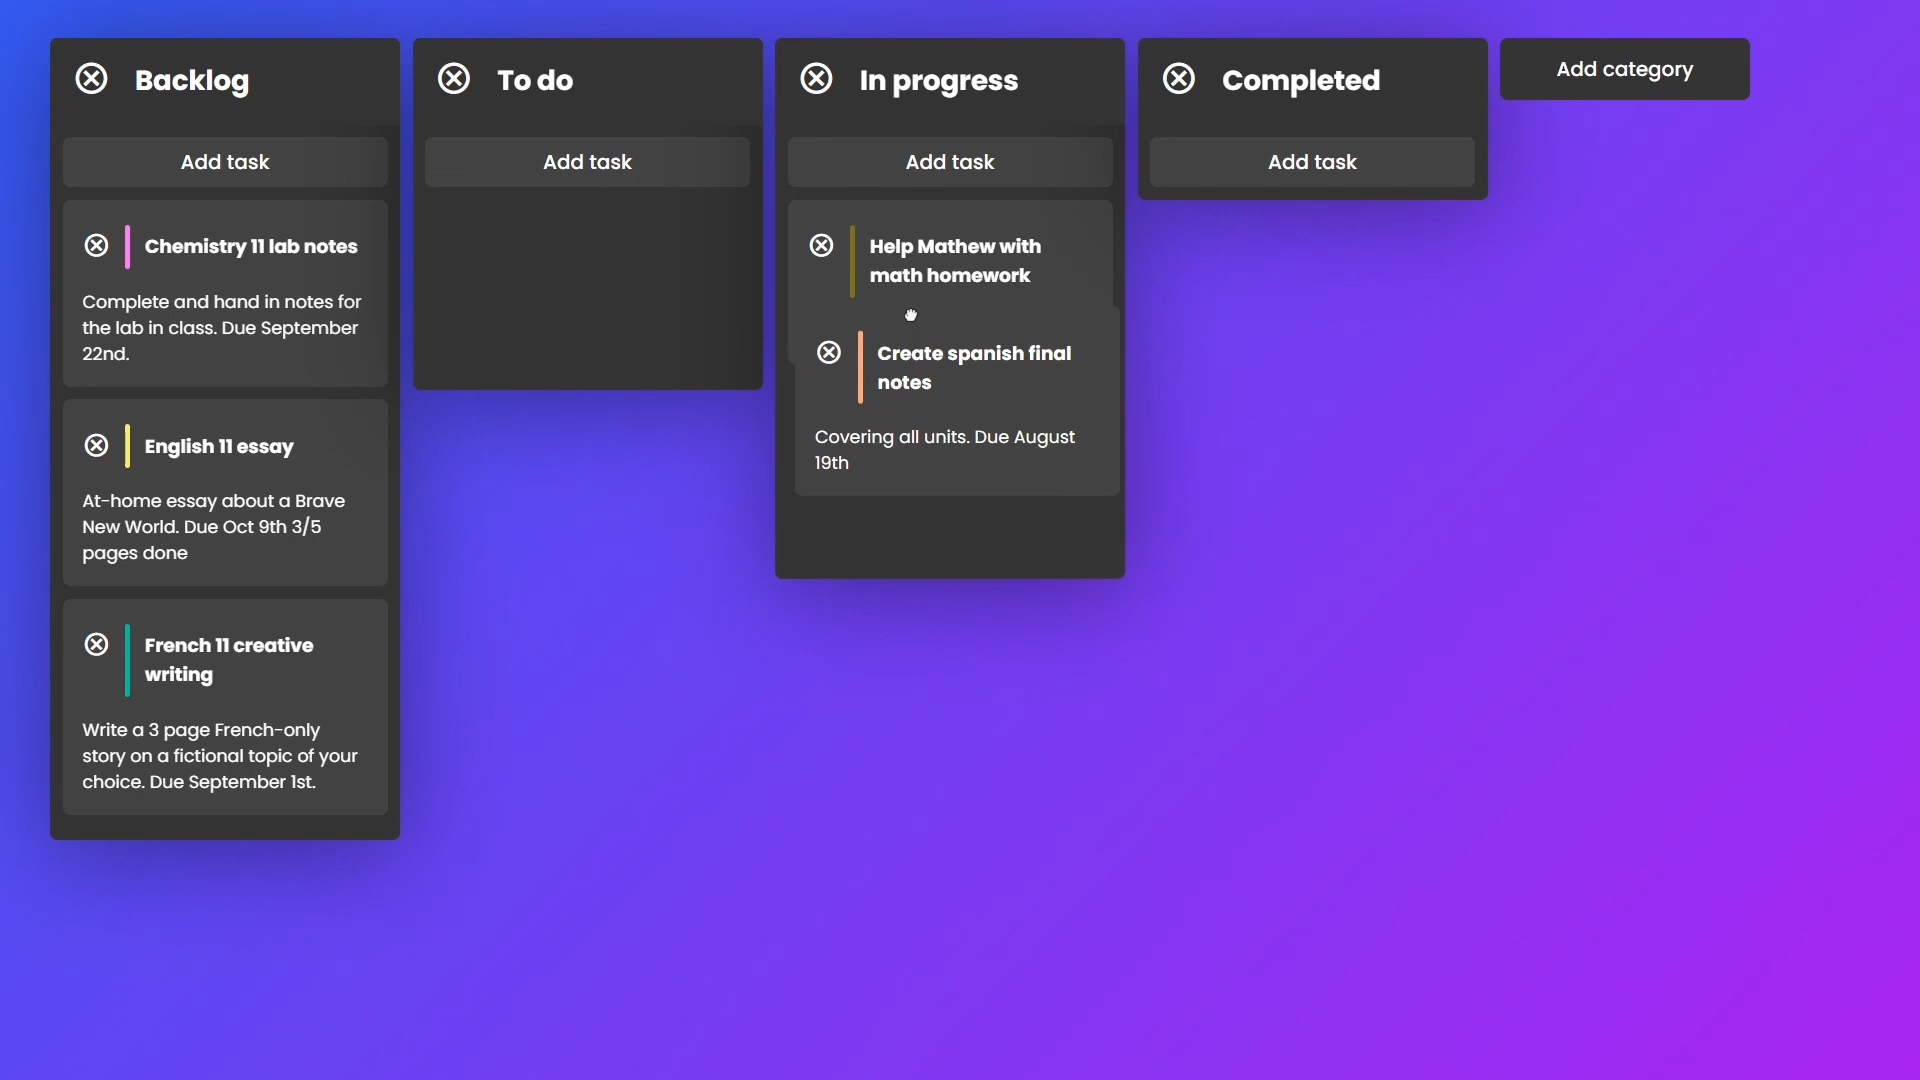 Backlog
Add task
Chemistry 11 lab notes
Complete and hand in notes for
the lab in class. Due September
22nd.
English 11 essay
At-home essay about a Brave
New World. Due Oct 9th 3/5
pages done
French 11 creative
writing
Write a 3 page French-only
story on a fictional topic of your
choice. Due September 1st.
To do
Add task
In progress
Add task
Help Mathew with
math homework
Create spanish final
notes
Covering all units. Due August
19th
Completed
Add task
Add category